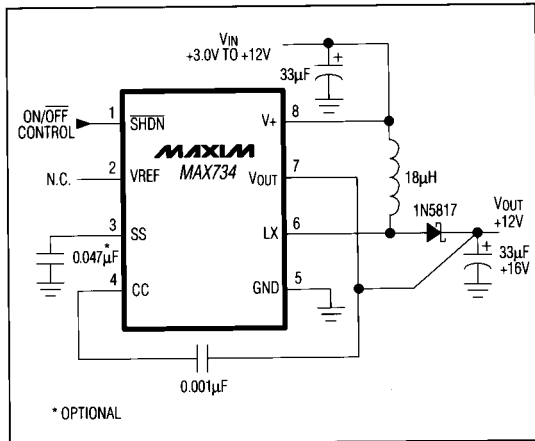 VIN
+3.0V TO +12V
33µF
+
ON/OFF
CONTROL
1
SHDN
V+
8
MAXIM
MAX734
2
N.C.
VREF
VOUT
7
18µH
1N5817
VOUT
+12V
3
SS
LX
6
+
33µF
+16V
0.047µF*
4
CC
GND
5
0.001µF
* OPTIONAL